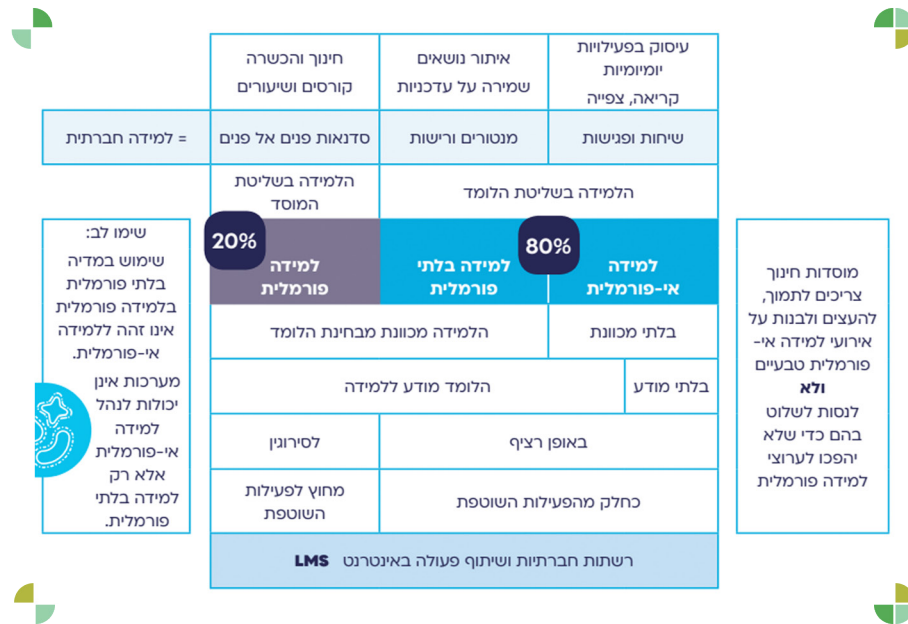 עיסוק בפעילויות
יומיומיות
קריאה, צפייה
איתור נושאים
שמירה על עדכניות
חינוך והכשרה
קורסים ושיעורים
שיחות ופגישות
מנטורים ורישות
סדנאות פנים אל פנים
= למידה חברתית
הלמידה בשליטת הלומד
הלמידה בשליטת
המוסד
80%
20%
למידה
אי-פורמלית
למידה בלתי
פורמלית
למידה
פורמלית
בלתי מכוונת
הלמידה מכוונת מבחינת הלומד
בלתי מודע
הלומד מודע ללמידה
באופן רציף
לסירוגין
כחלק מהפעילות השוטפת
מחוץ לפעילות
השוטפת
רשתות חברתיות ושיתוף פעולה באינטרנט LMS
מוסדות חינוך
צריכים לתמוך,
להעצים ולבנות על
אירועי למידה אי-
פורמלית טבעיים
ולא
לנסות לשלוט
בהם כדי שלא
יהפכו לערוצי
למידה פורמלית
שימו לב:
שימוש במדיה
בלתי פורמלית
בלמידה פורמלית
אינו זהה ללמידה
אי-פורמלית.
מערכות אינן
יכולות לנהל
למידה
אי-פורמלית
אלא רק
למידה בלתי
פורמלית.